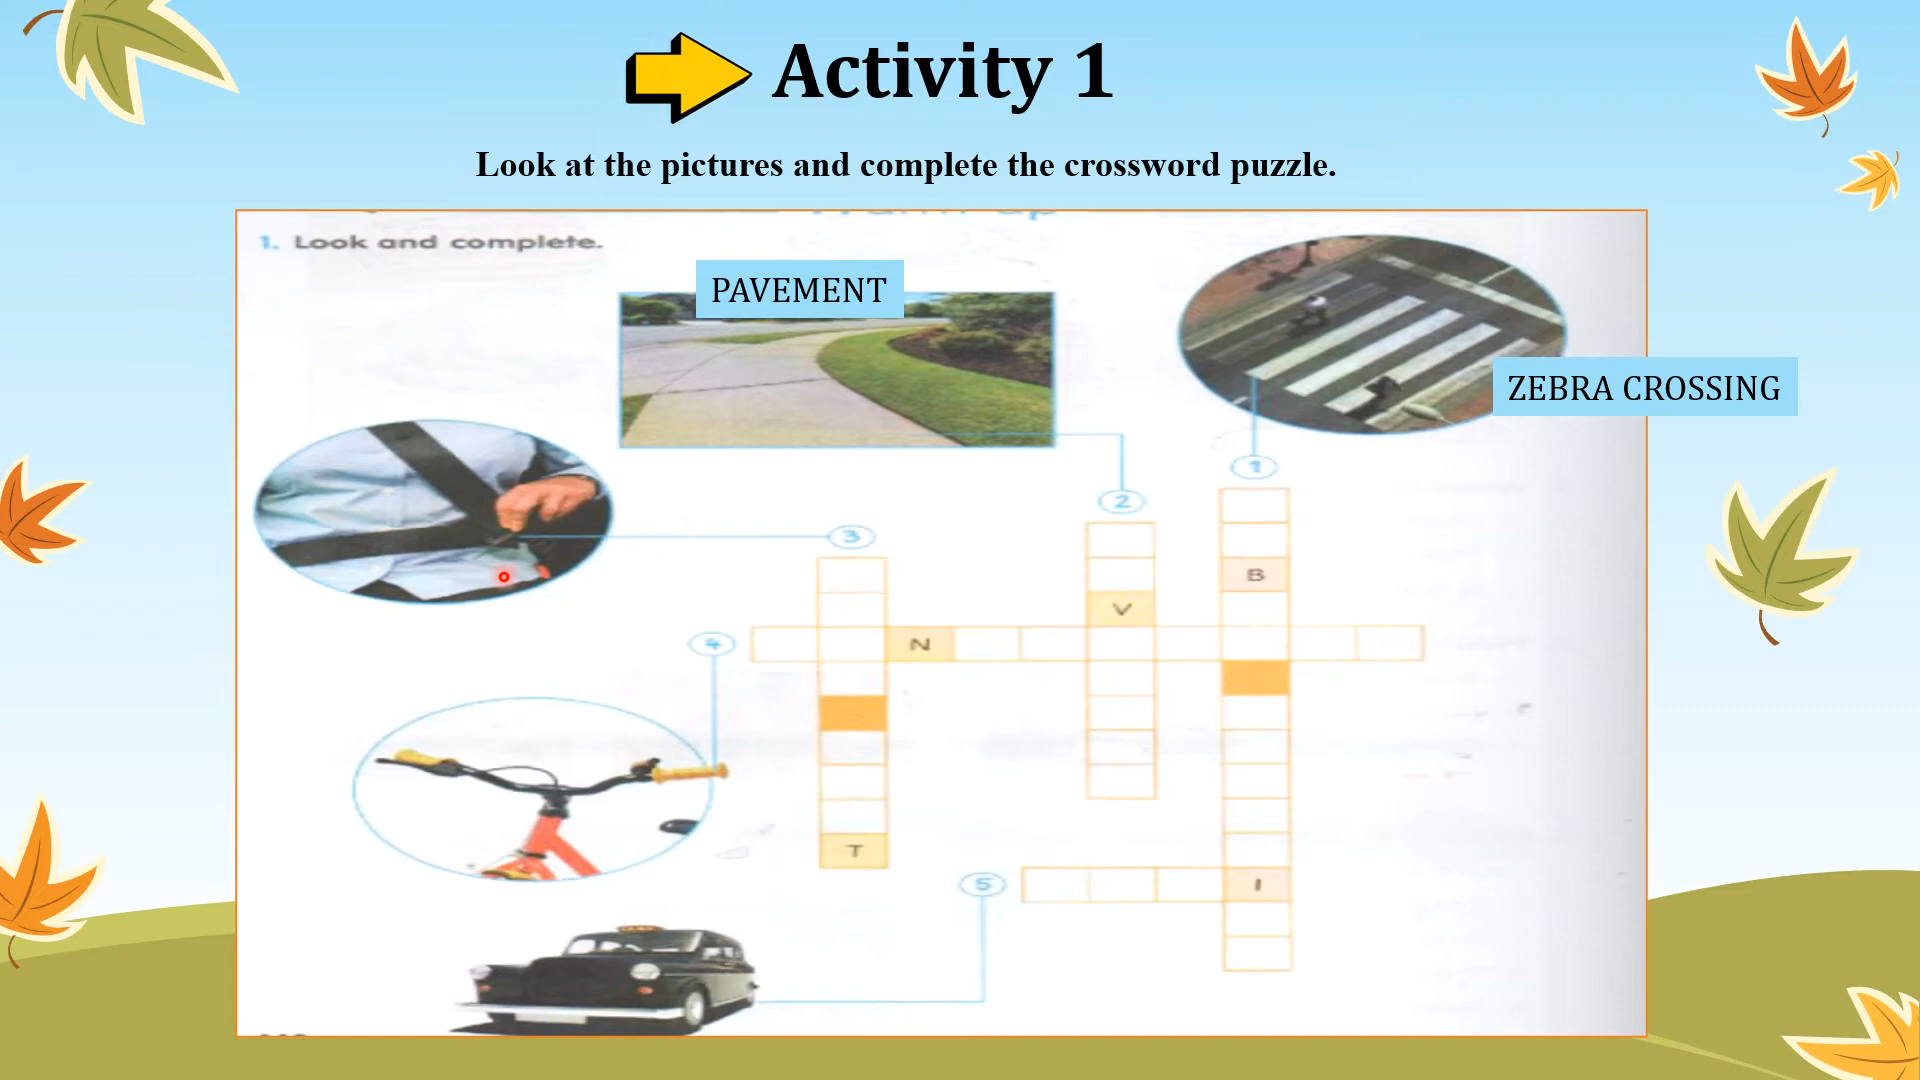 Activity 1
Look at the pictures and complete the crossword puzzle.
1. Look and complete.
PAVEMENT
ZEBRA CROSSING
1
2
3
B
V
4
N
T
5
I